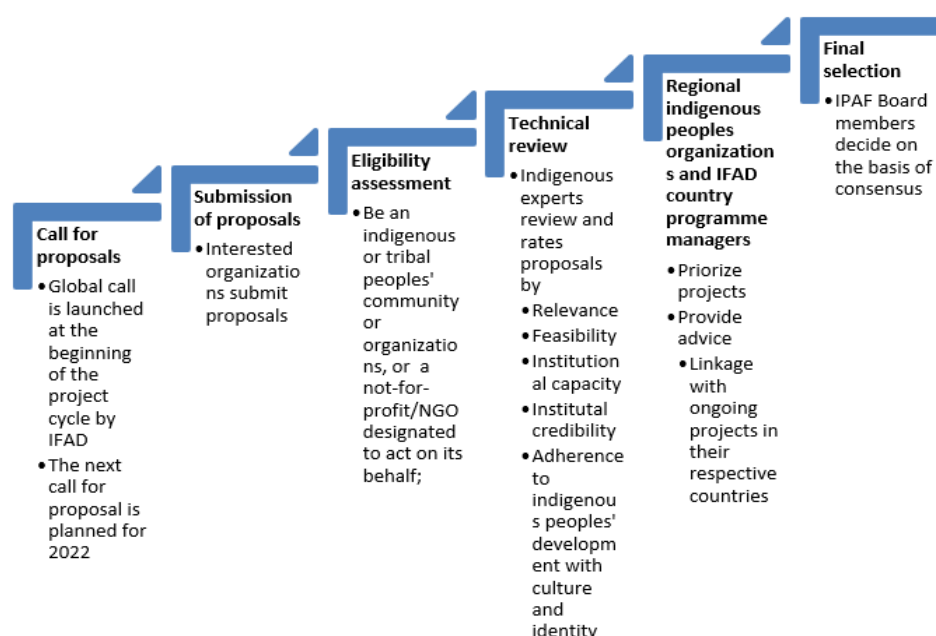 Call for
proposals
•Global call
is launched
at the
beginning
of the
project
cycle by
IFAD
•The next
call for
proposal is
planned for
2022
Submission
of proposals
•Interested
organizatio
ns submit
proposals
Eligibility
assessment
•Be an
indigenous
or tribal
peoples'
community
or
organizatio
ns, or a
not-for-
profit/NGO
designated
to act on its
behalf;
Technical
review
•Indigenous
experts
review and
rates
proposals
by
•Relevance
•Feasibility
•Institution
al capacity
•Institutal
credibility
•Adherence
to
indigenou
s peoples'
developm
ent with
culture
and
identity
Regional
indigenous
peoples
organization
s and IFAD
country
programme
managers
•Priorize
projects
•Provide
advice
•Linkage
with
ongoing
projects in
their
respective
countries
Final
selection
•IPAF Board
members
decide on
the basis of
consensus